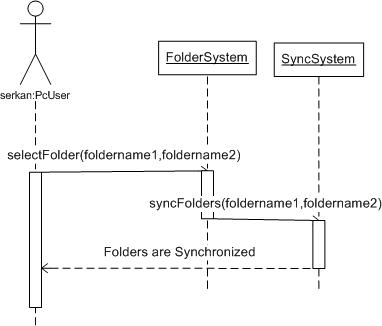 FolderSystem
SyncSystem
serkan:PcUser
selectFolder(foldername1,foldername2)
syncFolders(foldername1,foldername2)
Folders are Synchronized